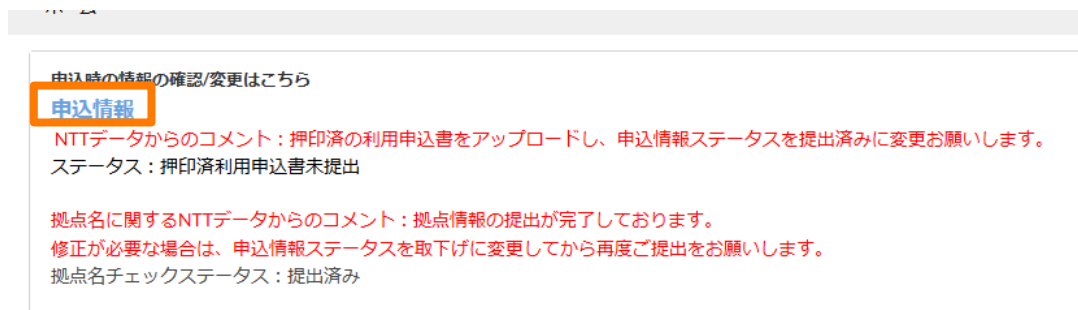 申込時の情報の確認/変更はこちら
申込情報
NTTデータからのコメント：押印済の利用申込書をアップロードし、申込情報ステータスを提出済みに変更お願いします。
ステータス：押印済利用申込書未提出
拠点名に関するNTTデータからのコメント：拠点情報の提出が完了しております。
修正が必要な場合は、申込情報ステータスを取下げに変更してから再度ご提出をお願いします。
拠点名チェックステータス：提出済み